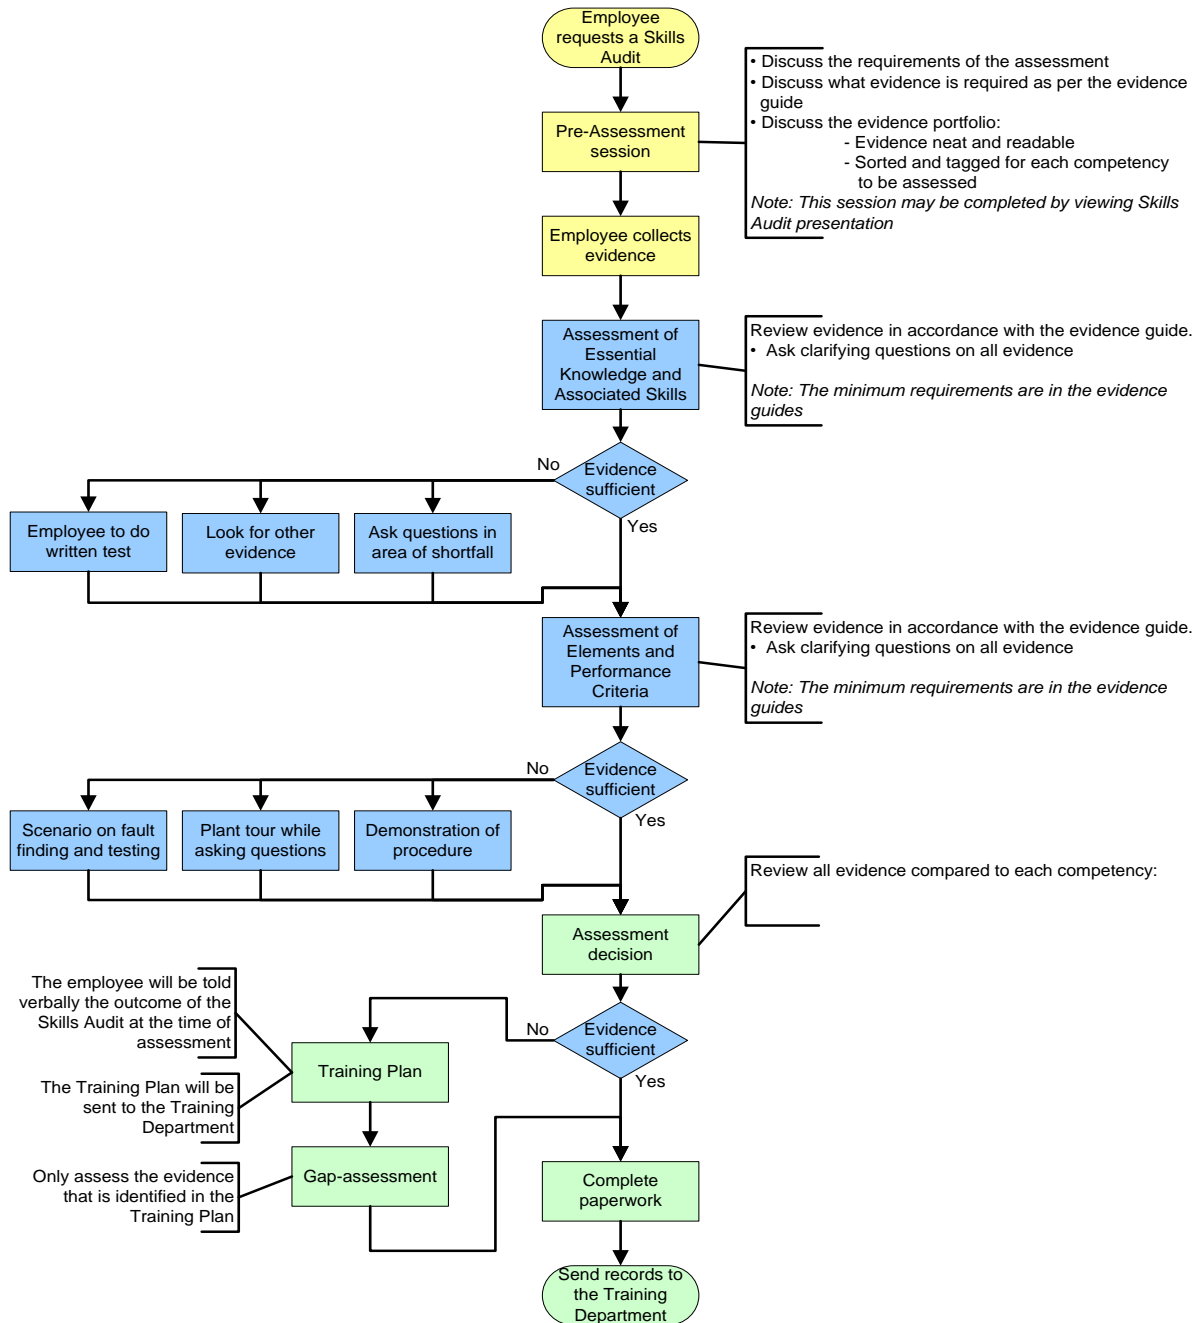 Employee
requests a Skills
Audit
• Discuss the requirements of the assessment
• Discuss what evidence is required as per the evidence
guide
• Discuss the evidence portfolio:
- Evidence neat and readable
- Sorted and tagged for each competency
to be assessed
Note: This session may be completed by viewing Skills
Audit presentation
Pre-Assessment
session
Employee collects
evidence
Assessment of
Essential
Knowledge and
Associated Skills
Review evidence in accordance with the evidence guide.
• Ask clarifying questions on all evidence
Note: The minimum requirements are in the evidence
guides
No
Evidence
sufficient
Yes
Employee to do
written test
Look for other
evidence
Ask questions in
area of shortfall
Assessment of
Elements and
Performance
Criteria
Review evidence in accordance with the evidence guide.
• Ask clarifying questions on all evidence
Note: The minimum requirements are in the evidence
guides
No
Evidence
sufficient
Yes
Scenario on fault
finding and testing
Plant tour while
asking questions
Demonstration of
procedure
Review all evidence compared to each competency:
Assessment
decision
The employee will be told
verbally the outcome of the
Skills Audit at the time of
assessment
No
Evidence
sufficient
Yes
Training Plan
The Training Plan will be
sent to the Training
Department
Gap-assessment
Only assess the evidence
that is identified in the
Training Plan
Complete
paperwork
Send records to
the Training
Department